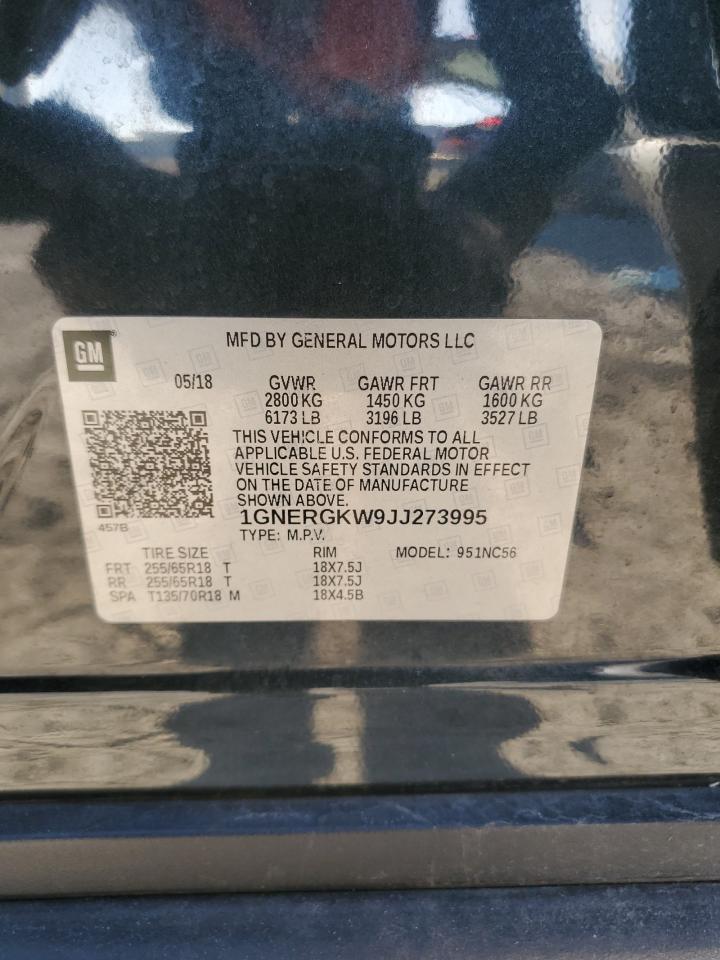 GM
MFD BY GENERAL MOTORS LLC
05/18 GVWR GAWR FRT GAWR RR
2800 KG 1450 KG 1600 KG
6173 LB 3196 LB 3527 LB
THIS VEHICLE CONFORMS TO ALL
APPLICABLE U.S. FEDERAL MOTOR
VEHICLE SAFETY STANDARDS IN EFFECT
ON THE DATE OF MANUFACTURE
SHOWN ABOVE.
457B 1GNERGKW9JJ273995
TYPE: M.P.V.
TIRE SIZE RIM MODEL: 951NC56
FRT 255/65R18 T 18X7.5J
RR 255/65R18 T 18X7.5J
SPA T135/70R18 M 18X4.5B